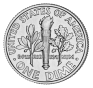 UNITED STATES OF AMERICA
ONE DIME